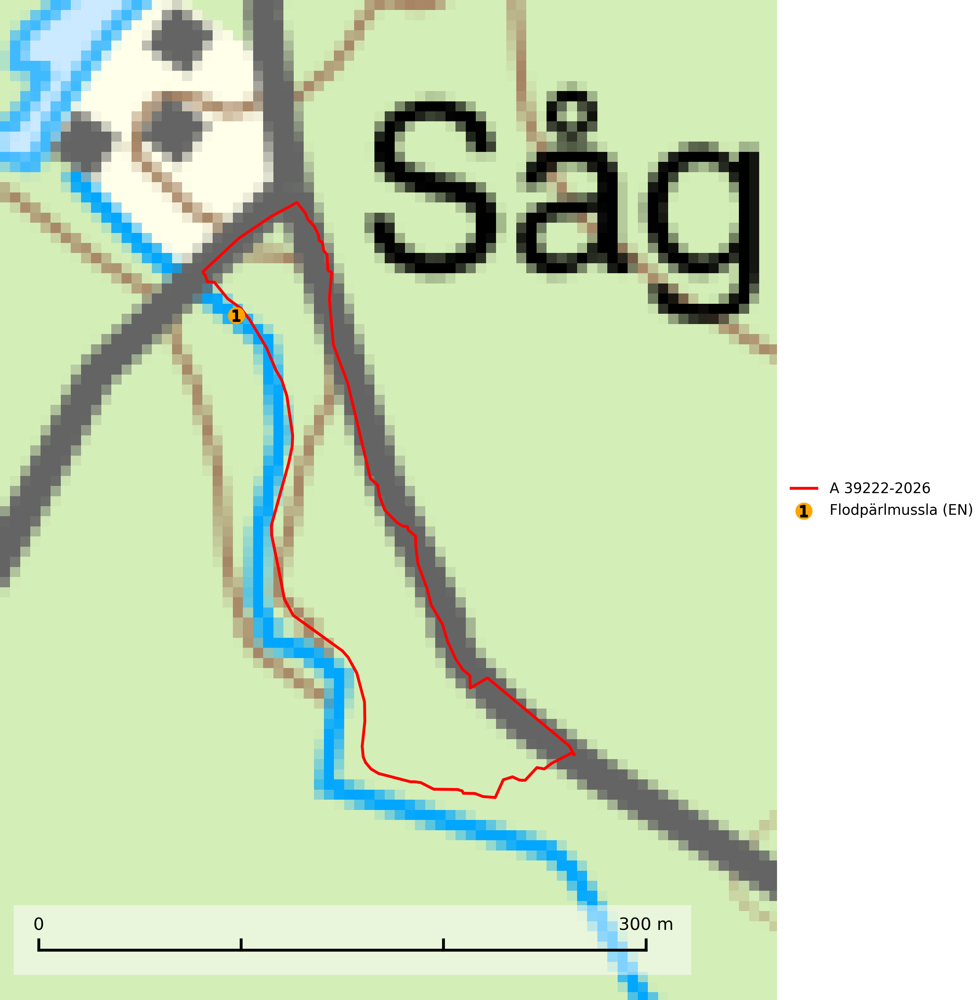 Såg
1
A 39222-2026
1 Flodpärlmussla (EN)
0 300 m